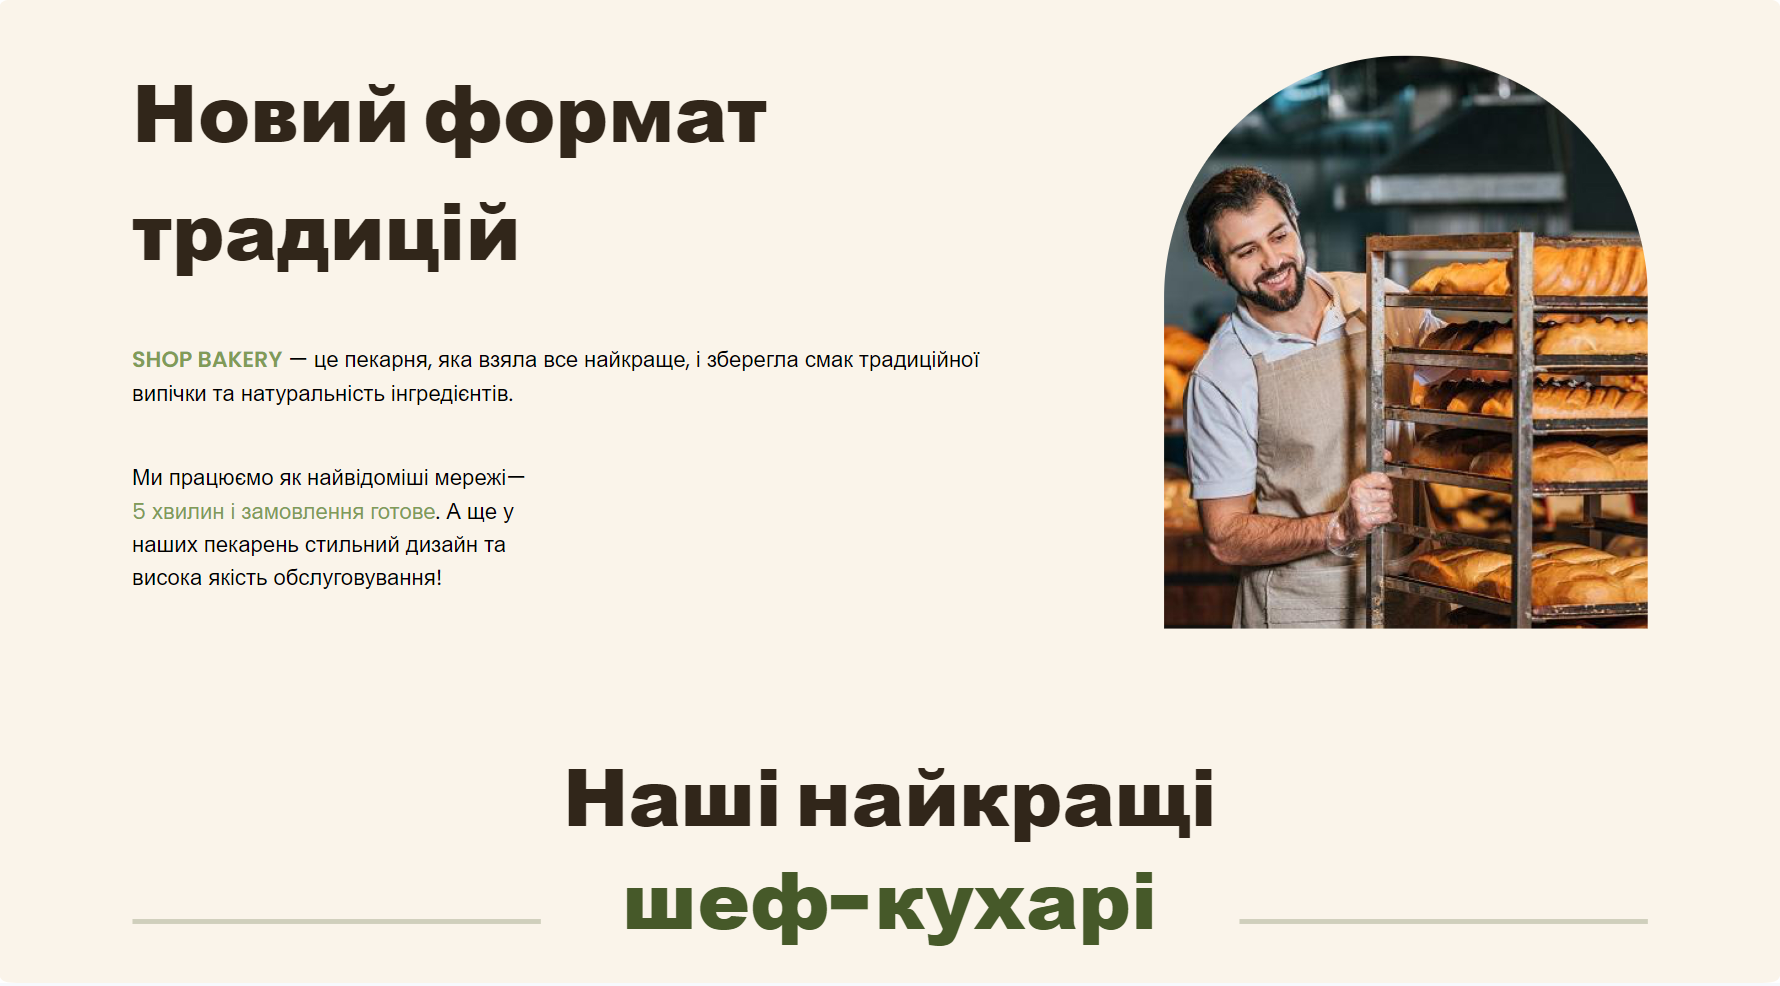 Новий формат
традицій
SHOP BAKERY — це пекарня, яка взяла все найкраще, і зберегла смак традиційної
випічки та натуральність інгредієнтів.
Ми працюємо як найвідоміші мережі—
5 хвилин і замовлення готове. А ще у
наших пекарень стильний дизайн та
висока якість обслуговування!
Наші найкращі
шеф-кухарі